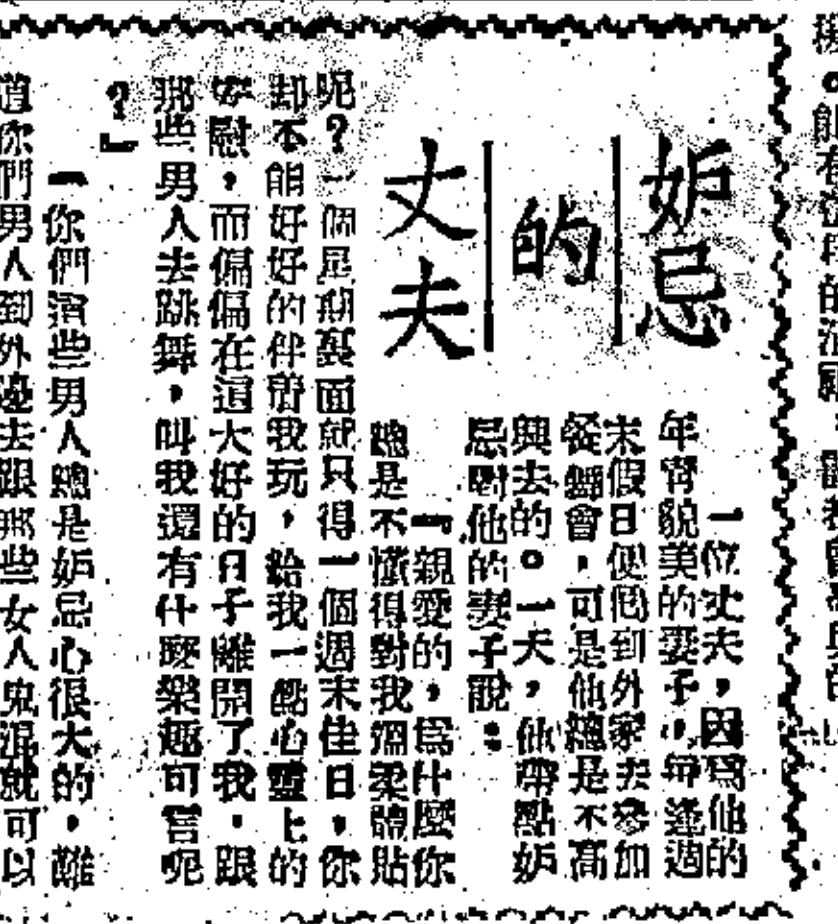 妒忌
的
丈夫
一位丈夫，因爲他的
年青貌美的妻子，每逢週
末假日便慫到外家去參加
餐舞會，可是他總是不高
興去的。一天，他帶點妒
忌對他的妻子說：
「親愛的，爲什麼你
總是不懂得對我溫柔體貼
呢？一個星期裏面就只得一個週末佳日，你
却不能好好的伴着我玩，給我一點心靈上的
安慰，而偏偏在這大好的日子離開了我，跟
那些男人去跳舞，叫我還有什麼樂趣可言呢
？」
「你們這些男人總是妒忌心很大的，難
道你們男人到外邊去跟那些女人鬼混就可以